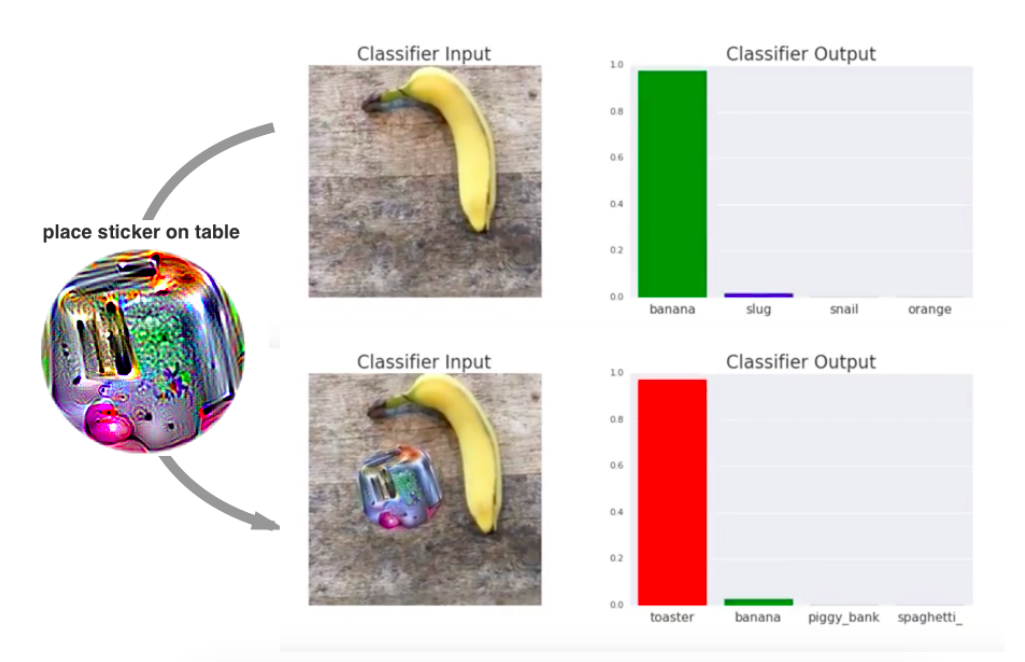 Classifier Input
Classifier Output
1.0
0.8
0.6
0.4
0.2
0.0
banana slug snail orange
place sticker on table
Classifier Input
Classifier Output
1.0
0.8
0.6
0.4
0.2
0.0
toaster banana piggy_bank spaghetti_